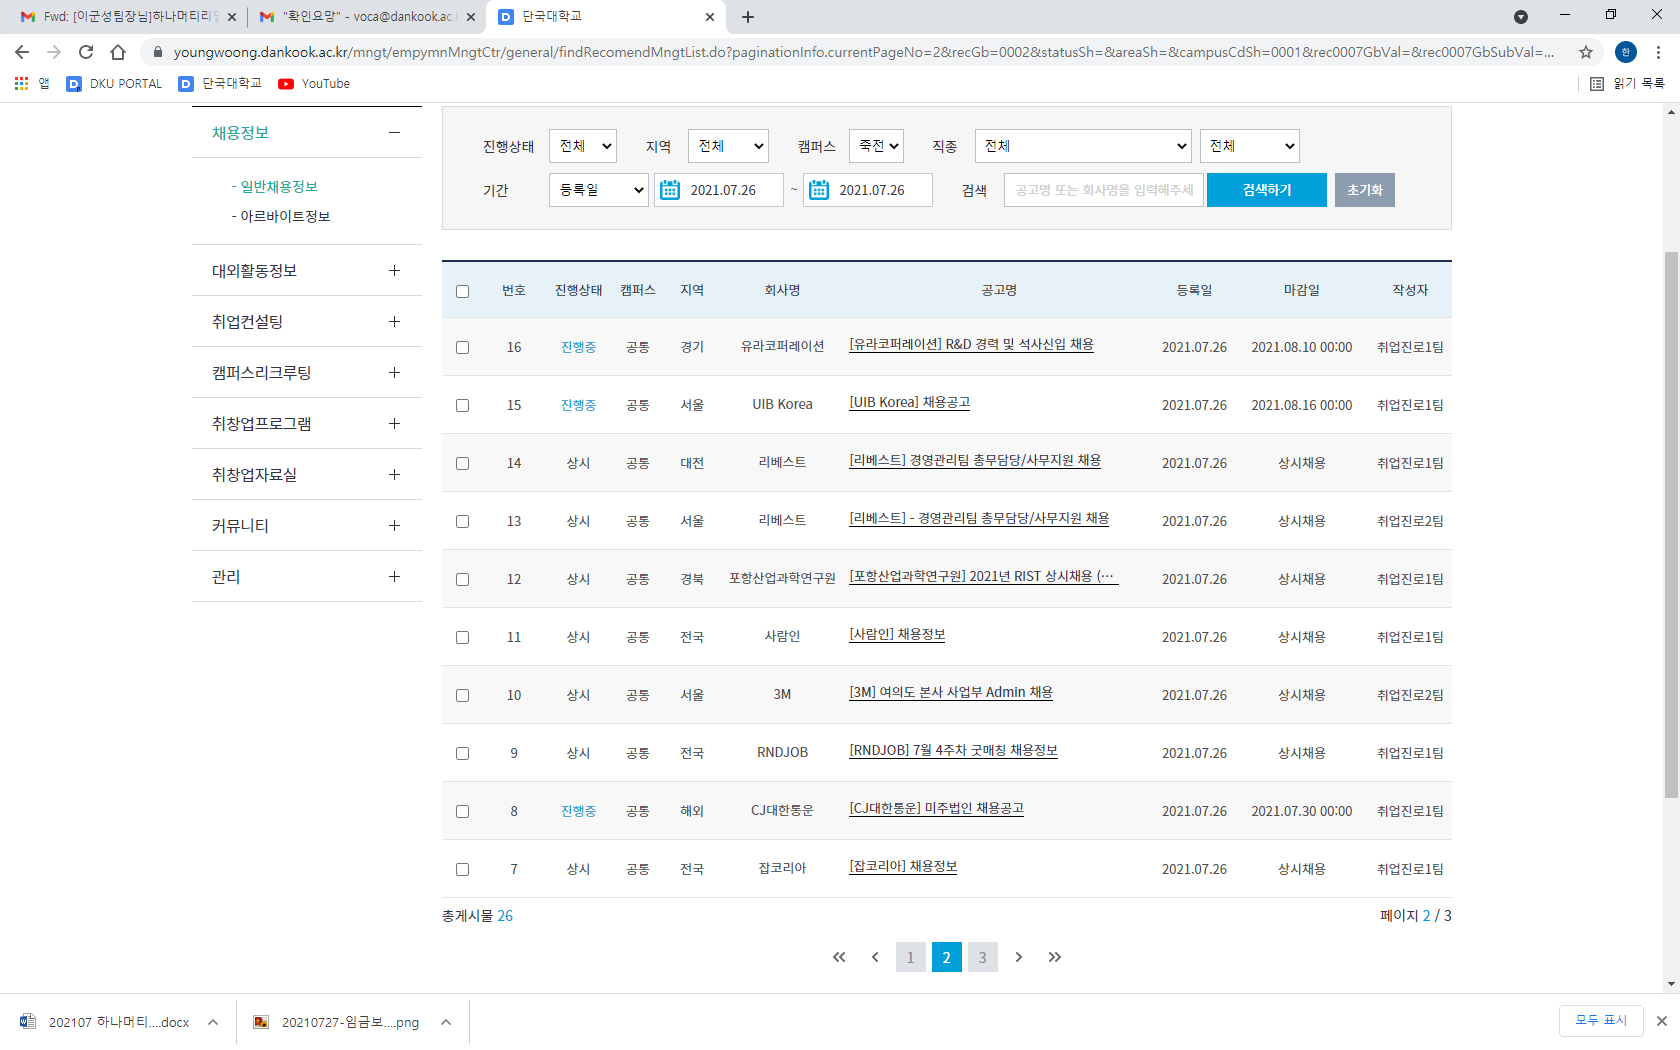 Fwd: [이군성팀장님]하나머티리얼
"확인요망" - voca@dankook.ac.
단국대학교
youngwoong.dankook.ac.kr/mngt/empymnMngtCtr/general/findRecomendMngtList.do?paginationInfo.currentPageNo=2&recGb=0002&statusSh=&areaSh=&campusCdSh=0001&rec0007GbVal=&rec0007GbSubVal=...
한
앱 DKU PORTAL 단국대학교 YouTube 읽기 목록
채용정보
- 일반채용정보
- 아르바이트정보
대외활동정보
취업컨설팅
캠퍼스리크루팅
취창업프로그램
취창업자료실
커뮤니티
관리
진행상태 전체 지역 전체 캠퍼스 죽전 직종 전체 전체
기간 등록일 2021.07.26 ~ 2021.07.26 검색 공고명 또는 회사명을 입력해주세 검색하기 초기화
번호 진행상태 캠퍼스 지역 회사명 공고명 등록일 마감일 작성자
16 진행중 공통 경기 유라코퍼레이션 [유라코퍼레이션] R&D 경력 및 석사신입 채용 2021.07.26 2021.08.10 00:00 취업진로1팀
15 진행중 공통 서울 UIB Korea [UIB Korea] 채용공고 2021.07.26 2021.08.16 00:00 취업진로1팀
14 상시 공통 대전 리베스트 [리베스트] 경영관리팀 총무담당/사무지원 채용 2021.07.26 상시채용 취업진로1팀
13 상시 공통 서울 리베스트 [리베스트] - 경영관리팀 총무담당/사무지원 채용 2021.07.26 상시채용 취업진로2팀
12 상시 공통 경북 포항산업과학연구원 [포항산업과학연구원] 2021년 RIST 상시채용 (… 2021.07.26 상시채용 취업진로1팀
11 상시 공통 전국 사람인 [사람인] 채용정보 2021.07.26 상시채용 취업진로1팀
10 상시 공통 서울 3M [3M] 여의도 본사 사업부 Admin 채용 2021.07.26 상시채용 취업진로2팀
9 상시 공통 전국 RNDJOB [RNDJOB] 7월 4주차 굿매칭 채용정보 2021.07.26 상시채용 취업진로1팀
8 진행중 공통 해외 CJ대한통운 [CJ대한통운] 미주법인 채용공고 2021.07.26 2021.07.30 00:00 취업진로1팀
7 상시 공통 전국 잡코리아 [잡코리아] 채용정보 2021.07.26 상시채용 취업진로1팀
총게시물 26 페이지 2 / 3
« ‹ 1 2 3 › »
202107 하나머티....docx
20210727-임금보....png
모두 표시